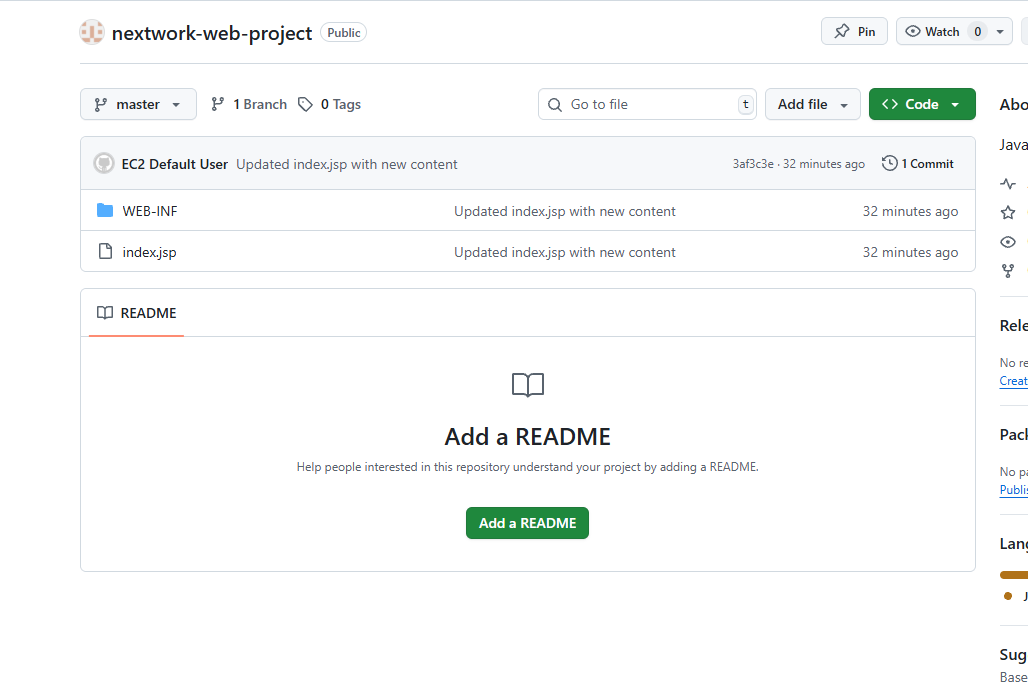 nextwork-web-project Public Pin Watch 0
master 1 Branch 0 Tags Go to file t Add file Code
EC2 Default User Updated index.jsp with new content 3af3c3e · 32 minutes ago 1 Commit
WEB-INF Updated index.jsp with new content 32 minutes ago
index.jsp Updated index.jsp with new content 32 minutes ago
README
Add a README
Help people interested in this repository understand your project by adding a README.
Add a README
Abo
Java
Rele
No re
Creat
Pack
No pa
Publis
Lang
J
Sug
Base